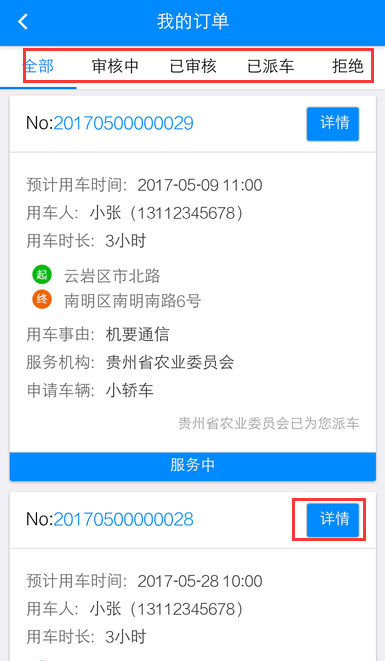 我的订单
全部 审核中 已审核 已派车 拒绝
No:20170500000029 详情
预计用车时间: 2017-05-09 11:00
用车人: 小张（13112345678）
用车时长: 3小时
起 云岩区市北路
终 南明区南明南路6号
用车事由: 机要通信
服务机构: 贵州省农业委员会
申请车辆: 小轿车
贵州省农业委员会已为您派车
服务中
No:20170500000028 详情
预计用车时间: 2017-05-28 10:00
用车人: 小张（13112345678）
用车时长: 3小时